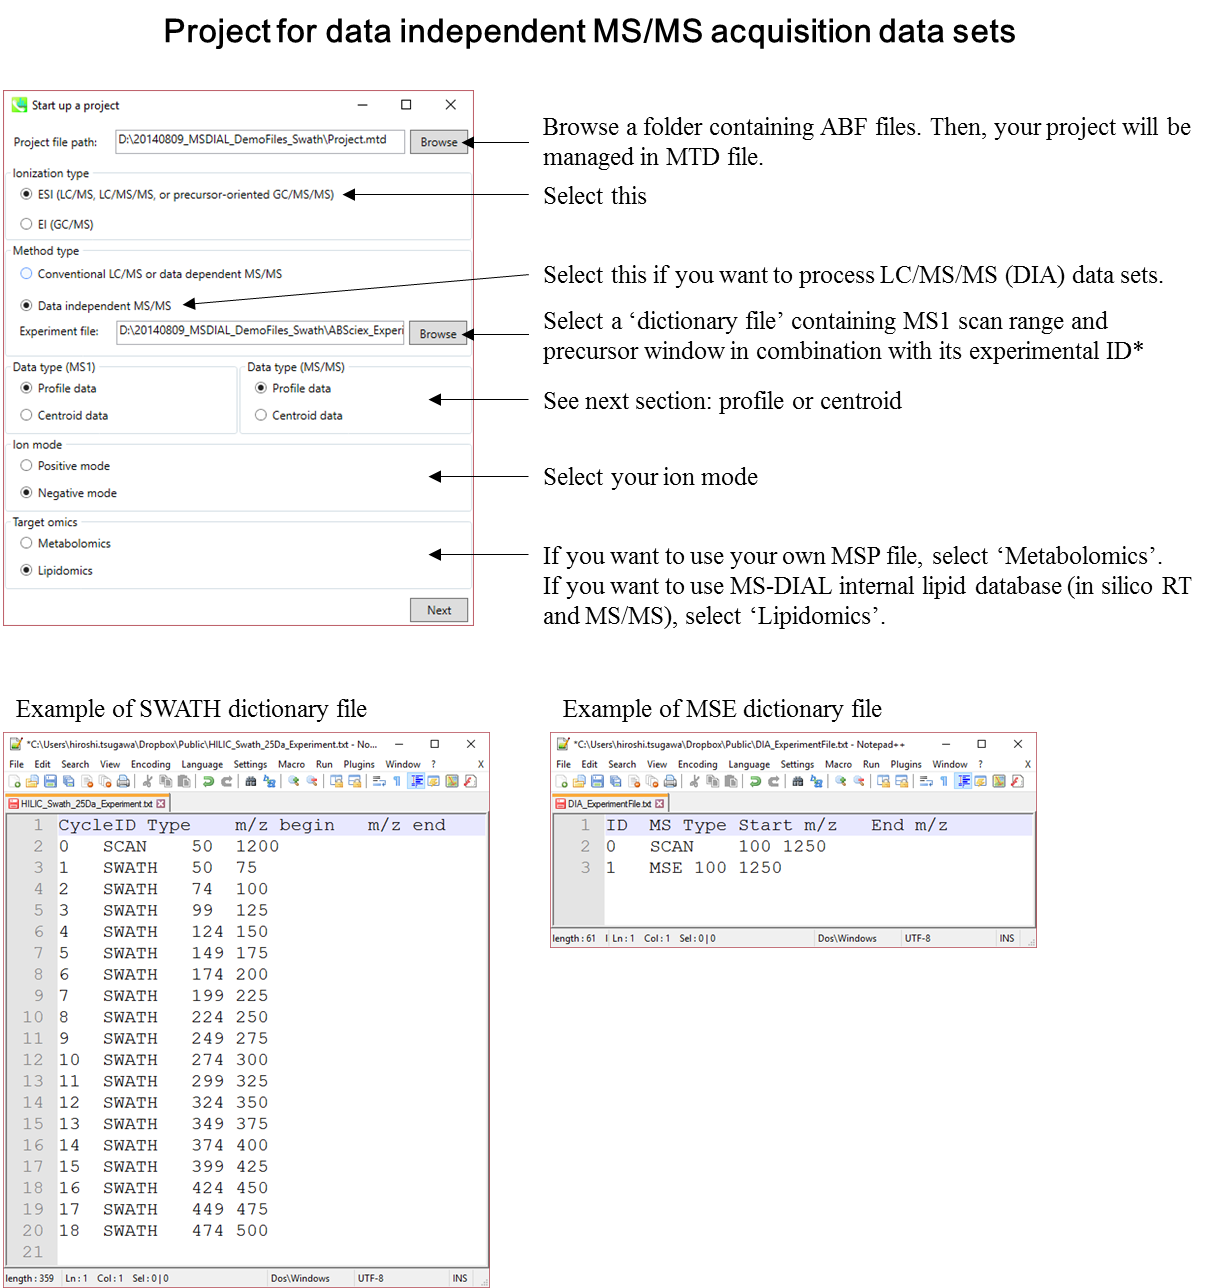 Project for data independent MS/MS acquisition data sets
Start up a project
Project file path: D:\20140809_MSDIAL_DemoFiles_Swath\Project.mtd Browse
Browse a folder containing ABF files. Then, your project will be
managed in MTD file.
Ionization type
ESI (LC/MS, LC/MS/MS, or precursor-oriented GC/MS/MS)
Select this
EI (GC/MS)
Method type
Conventional LC/MS or data dependent MS/MS
Select this if you want to process LC/MS/MS (DIA) data sets.
Data independent MS/MS
Experiment file: D:\20140809_MSDIAL_DemoFiles_Swath\ABSciex_Experi Browse
Select a ‘dictionary file’ containing MS1 scan range and
precursor window in combination with its experimental ID*
Data type (MS1) Data type (MS/MS)
Profile data Profile data
Centroid data Centroid data
See next section: profile or centroid
Ion mode
Positive mode
Negative mode
Select your ion mode
Target omics
Metabolomics
Lipidomics
If you want to use your own MSP file, select ‘Metabolomics’.
If you want to use MS-DIAL internal lipid database (in silico RT
and MS/MS), select ‘Lipidomics’.
Next
Example of SWATH dictionary file
*C:\Users\hiroshi.tsugawa\Dropbox\Public\HILIC_Swath_25Da_Experiment.txt - No...
File Edit Search View Encoding Language Settings Macro Run Plugins Window ? X
HILIC_Swath_25Da_Experiment.txt
1 CycleID Type m/z begin m/z end
2 0 SCAN 50 1200
3 1 SWATH 50 75
4 2 SWATH 74 100
5 3 SWATH 99 125
6 4 SWATH 124 150
7 5 SWATH 149 175
8 6 SWATH 174 200
9 7 SWATH 199 225
10 8 SWATH 224 250
11 9 SWATH 249 275
12 10 SWATH 274 300
13 11 SWATH 299 325
14 12 SWATH 324 350
15 13 SWATH 349 375
16 14 SWATH 374 400
17 15 SWATH 399 425
18 16 SWATH 424 450
19 17 SWATH 449 475
20 18 SWATH 474 500
21
length : 359 Ln : 1 Col : 1 Sel : 0 | 0 Dos\Windows UTF-8 INS
Example of MSE dictionary file
*C:\Users\hiroshi.tsugawa\Dropbox\Public\DIA_ExperimentFile.txt - Notepad++
File Edit Search View Encoding Language Settings Macro Run Plugins Window ? X
DIA_ExperimentFile.txt
1 ID MS Type Start m/z End m/z
2 0 SCAN 100 1250
3 1 MSE 100 1250
length : 61 l Ln : 1 Col : 1 Sel : 0 | 0 Dos\Windows UTF-8 INS